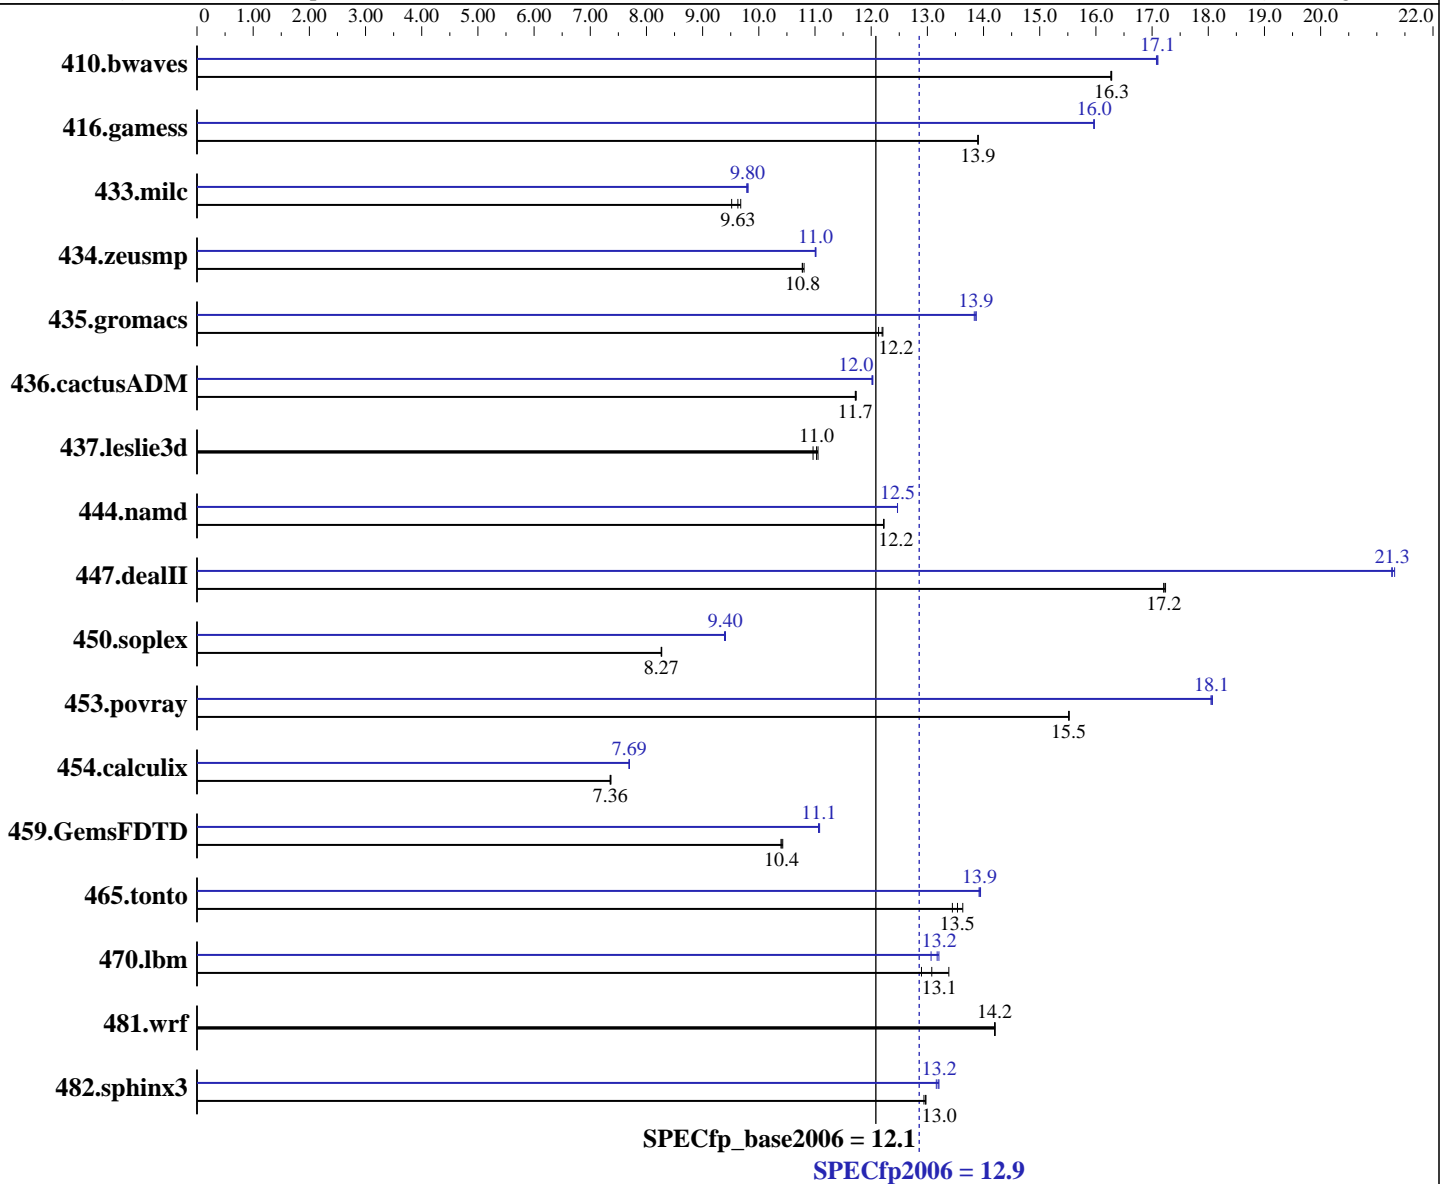 0 1.00 2.00 3.00 4.00 5.00 6.00 7.00 8.00 9.00 10.0 11.0 12.0 13.0 14.0 15.0 16.0 17.0 18.0 19.0 20.0 22.0
17.1
410.bwaves
16.3
16.0
416.gamess
13.9
9.80
433.milc
9.63
11.0
434.zeusmp
10.8
13.9
435.gromacs
12.2
12.0
436.cactusADM
11.7
11.0
437.leslie3d
12.5
444.namd
12.2
21.3
447.dealII
17.2
9.40
450.soplex
8.27
18.1
453.povray
15.5
7.69
454.calculix
7.36
11.1
459.GemsFDTD
10.4
13.9
465.tonto
13.5
13.2
470.lbm
13.1
14.2
481.wrf
13.2
482.sphinx3
13.0
SPECfp_base2006 = 12.1
SPECfp2006 = 12.9